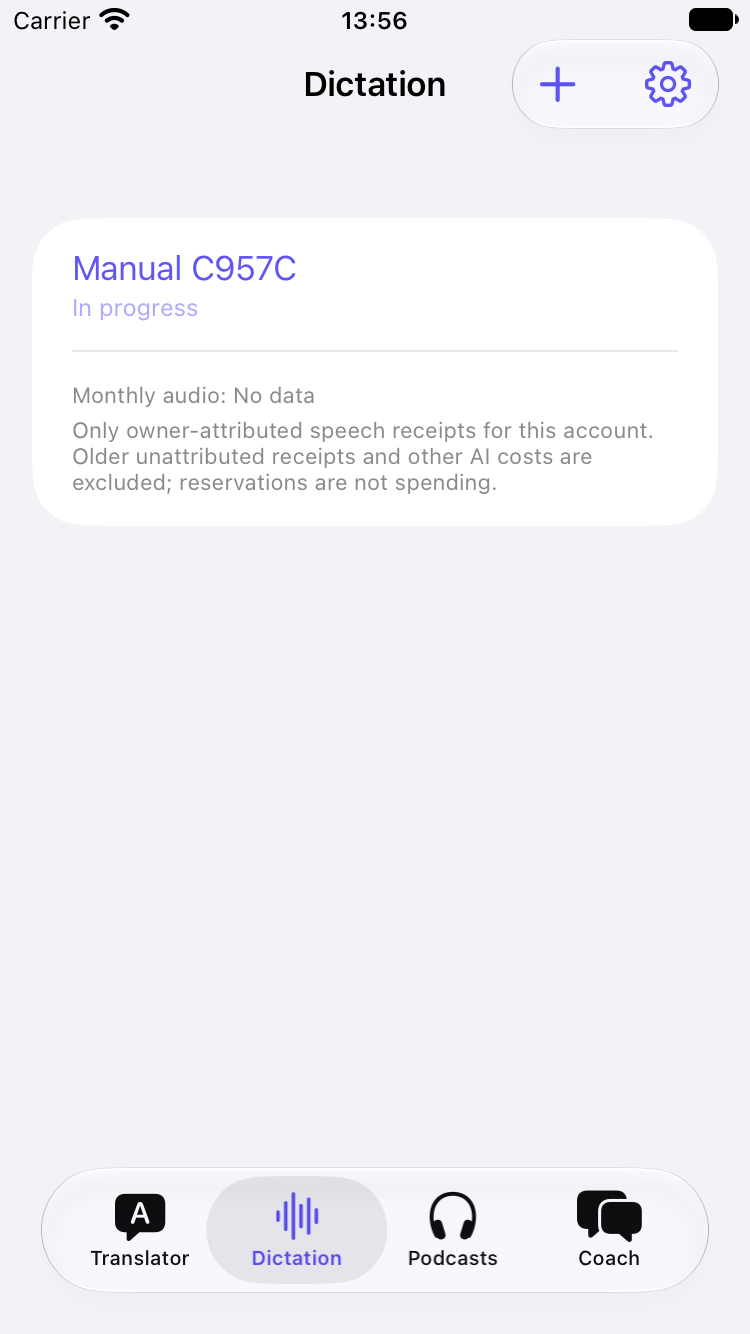 Carrier 13:56
Dictation
Manual C957C
In progress
Monthly audio: No data
Only owner-attributed speech receipts for this account.
Older unattributed receipts and other AI costs are
excluded; reservations are not spending.
A
Translator Dictation Podcasts Coach